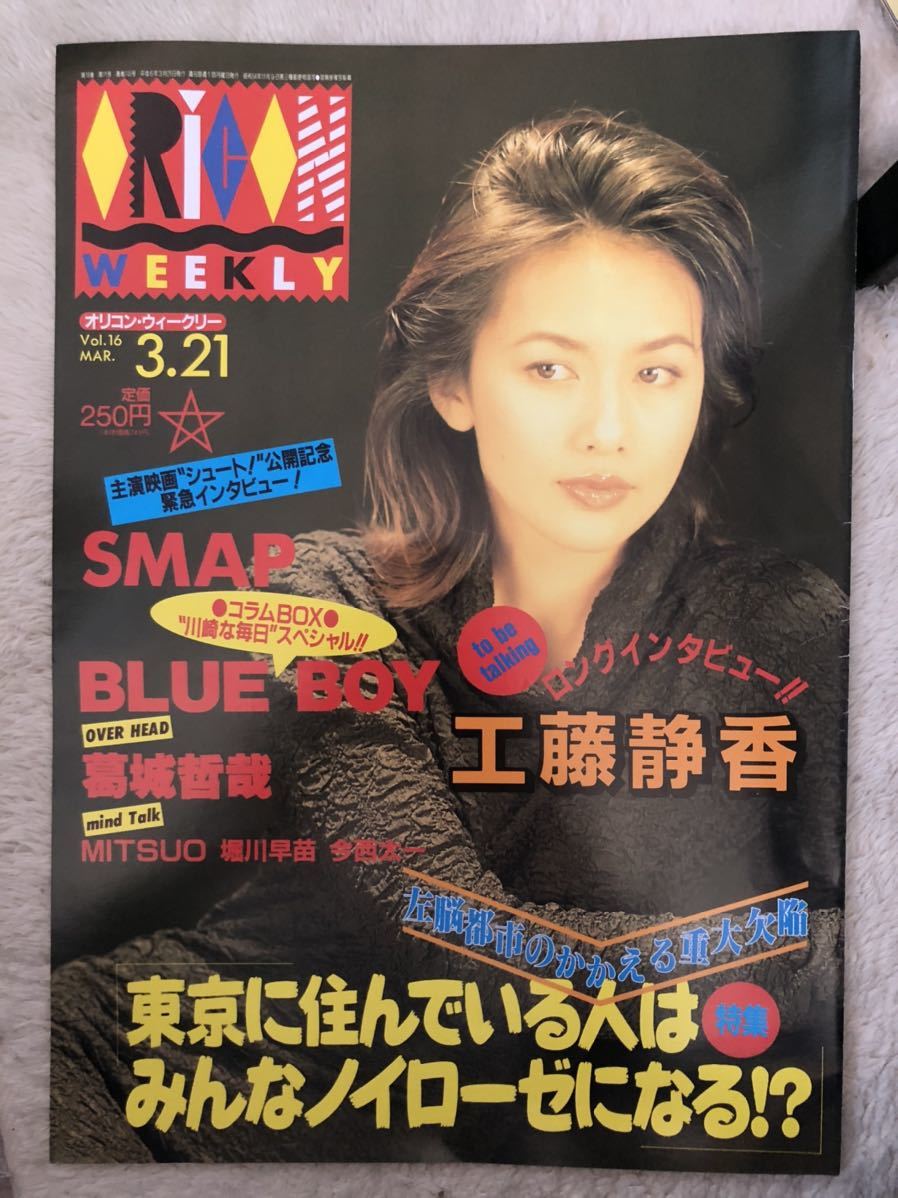 ORICON
WEEKLY
オリコン・ウィークリー
Vol.16
MAR. 3.21
定価
250円
主演映画"シュート!"公開記念
緊急インタビュー!
SMAP
●コラムBOX●
"川崎な毎日"スペシャル!!
BLUE BOY
to be
talking
ロングインタビュー!!
工藤静香
OVER HEAD
葛城哲哉
mind Talk
MITSUO 堀川早苗 今西太一
左脳都市のかかえる重大欠陥
「東京に住んでいる人は
特集
みんなノイローゼになる!?」